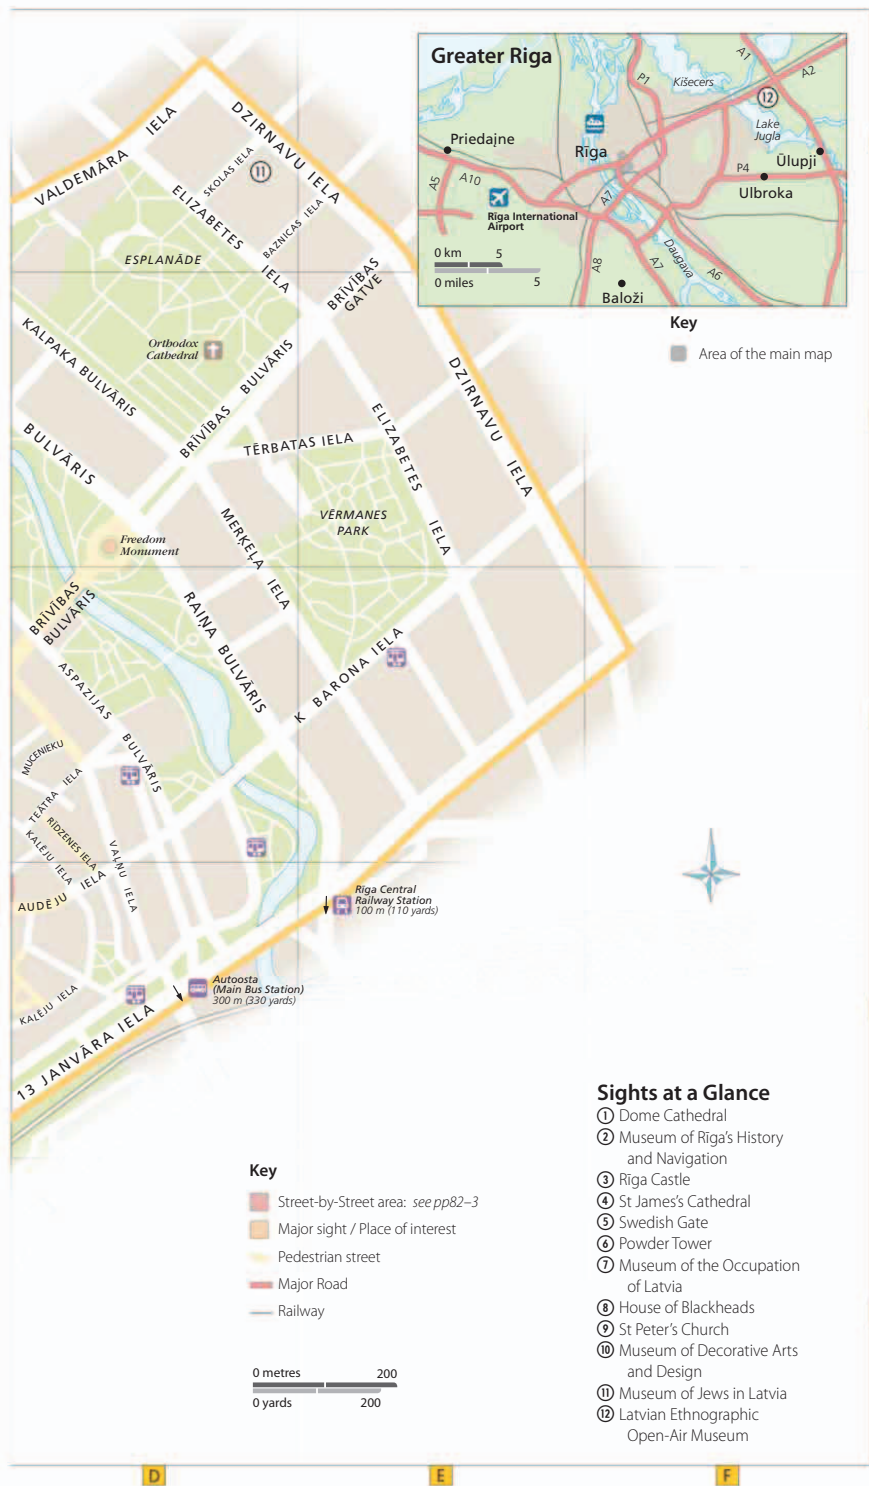 Greater Riga
P1
Ķišecers
A1
A2
12
Lake
Jugla
Priedajne
Rīga
Ūlupji
P4
Ulbroka
A5
A10
A7
Rīga International
Airport
0 km 5
0 miles 5
A8
A7
Daugava
A6
Baloži
Key
Area of the main map
VALDEMĀRA IELA
DZIRNAVU IELA
SKOLAS IELA
11
ELIZABETES IELA
BAZNICAS IELA
ESPLANĀDE
BRĪVĪBAS
GATVE
KALPAKA BULVĀRIS
Orthodox
Cathedral
BRĪVĪBAS BULVĀRIS
DZIRNAVU IELA
BULVĀRIS
TĒRBATAS IELA
ELIZABETES IELA
VĒRMANES
PARK
MERĶEĻA IELA
Freedom
Monument
BRĪVĪBAS
BULVĀRIS
RAIŅA BULVĀRIS
K BARONA IELA
ASPAZIJAS BULVĀRIS
MUCENIEKU
TEĀTRA IELA
RĪDZENES IELA
KALĒJU IELA
VAĻŅU IELA
AUDĒJU IELA
Rīga Central
Railway Station
100 m (110 yards)
Autoosta
(Main Bus Station)
300 m (330 yards)
KALĒJU IELA
13 JANVĀRA IELA
Key
Street-by-Street area: see pp82–3
Major sight / Place of interest
Pedestrian street
Major Road
Railway
0 metres 200
0 yards 200
Sights at a Glance
1 Dome Cathedral
2 Museum of Rīga's History
and Navigation
3 Rīga Castle
4 St James's Cathedral
5 Swedish Gate
6 Powder Tower
7 Museum of the Occupation
of Latvia
8 House of Blackheads
9 St Peter's Church
10 Museum of Decorative Arts
and Design
11 Museum of Jews in Latvia
12 Latvian Ethnographic
Open-Air Museum
D
E
F